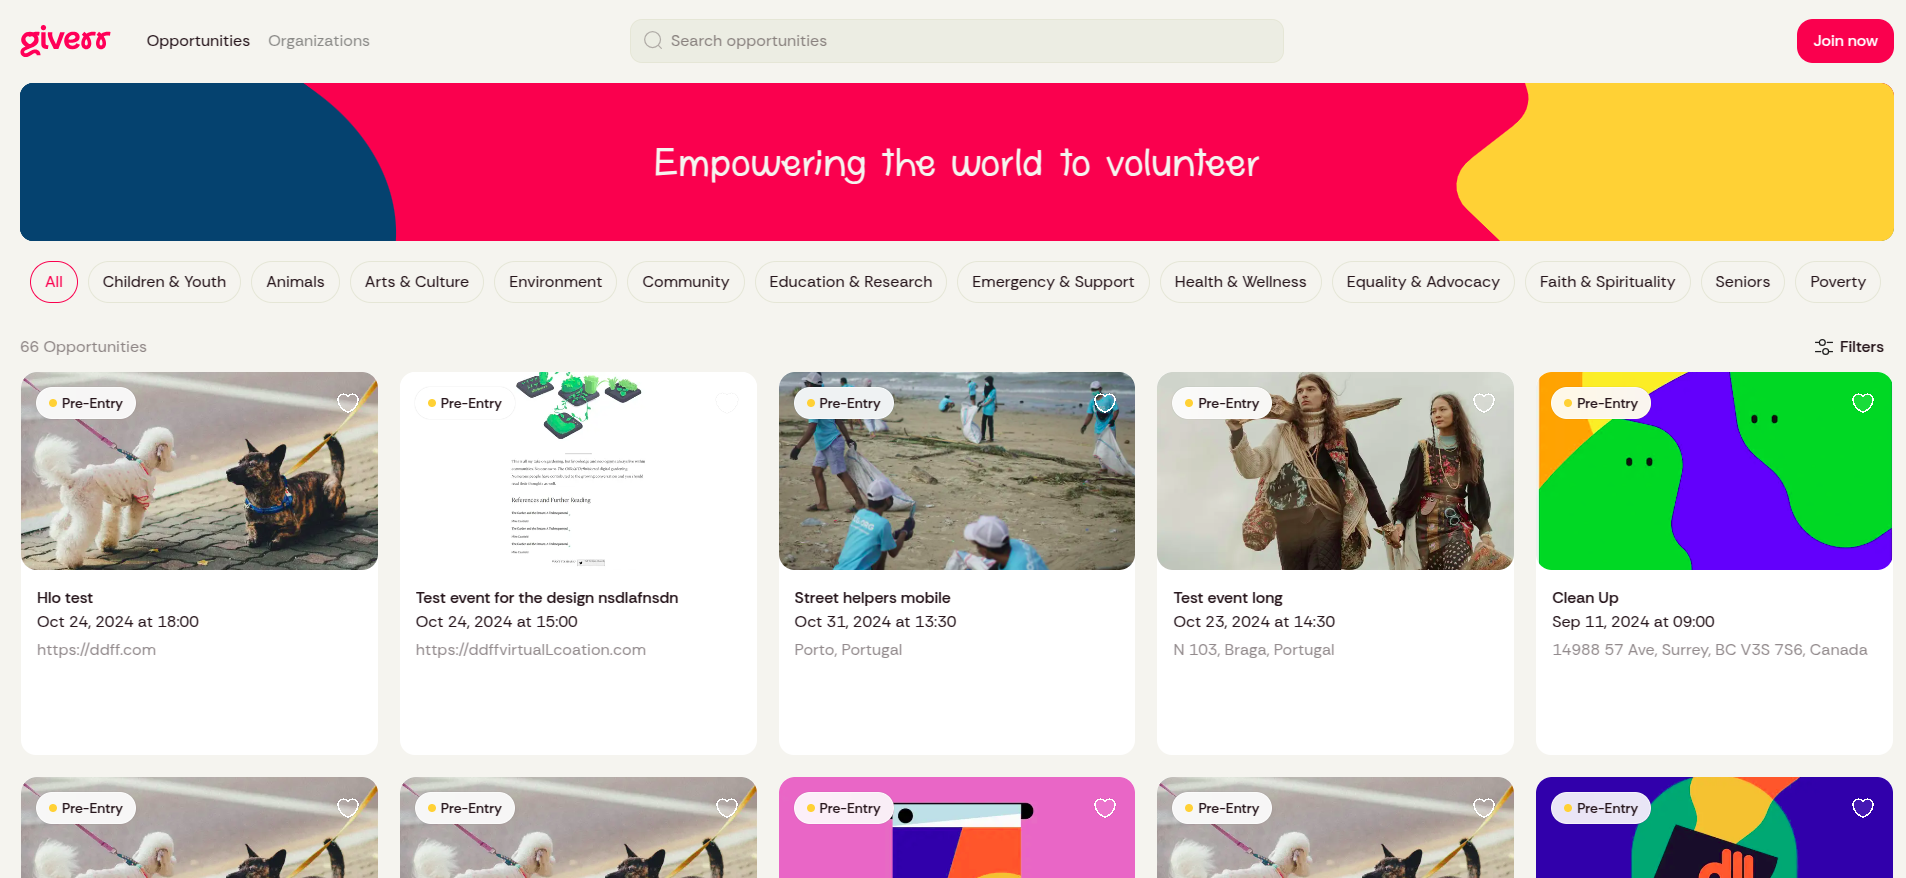 giverr
Opportunities
Organizations
Search opportunities
Join now
Empowering the world to volunteer
All
Children & Youth
Animals
Arts & Culture
Environment
Community
Education & Research
Emergency & Support
Health & Wellness
Equality & Advocacy
Faith & Spirituality
Seniors
Poverty
66 Opportunities
Filters
Pre-Entry
Hlo test
Oct 24, 2024 at 18:00
https://ddff.com
Pre-Entry
References and Further Reading
Test event for the design nsdlafnsdn
Oct 24, 2024 at 15:00
https://ddffvirtualLcoation.com
Pre-Entry
Street helpers mobile
Oct 31, 2024 at 13:30
Porto, Portugal
Pre-Entry
Test event long
Oct 23, 2024 at 14:30
N 103, Braga, Portugal
Pre-Entry
Clean Up
Sep 11, 2024 at 09:00
14988 57 Ave, Surrey, BC V3S 7S6, Canada
Pre-Entry
Pre-Entry
Pre-Entry
Pre-Entry
Pre-Entry